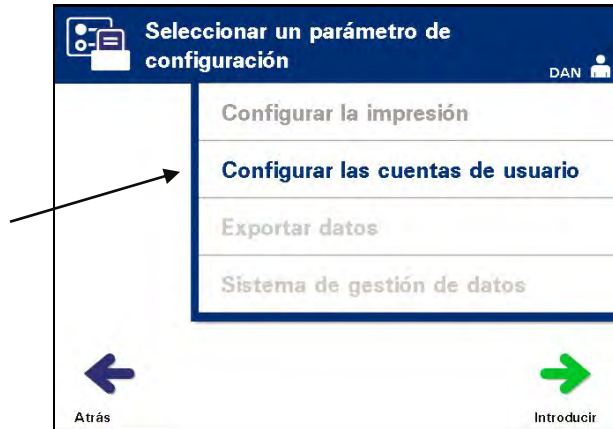 Seleccionar un parámetro de
configuración
DAN
Configurar la impresión
Configurar las cuentas de usuario
Exportar datos
Sistema de gestión de datos
Atrás
Introducir